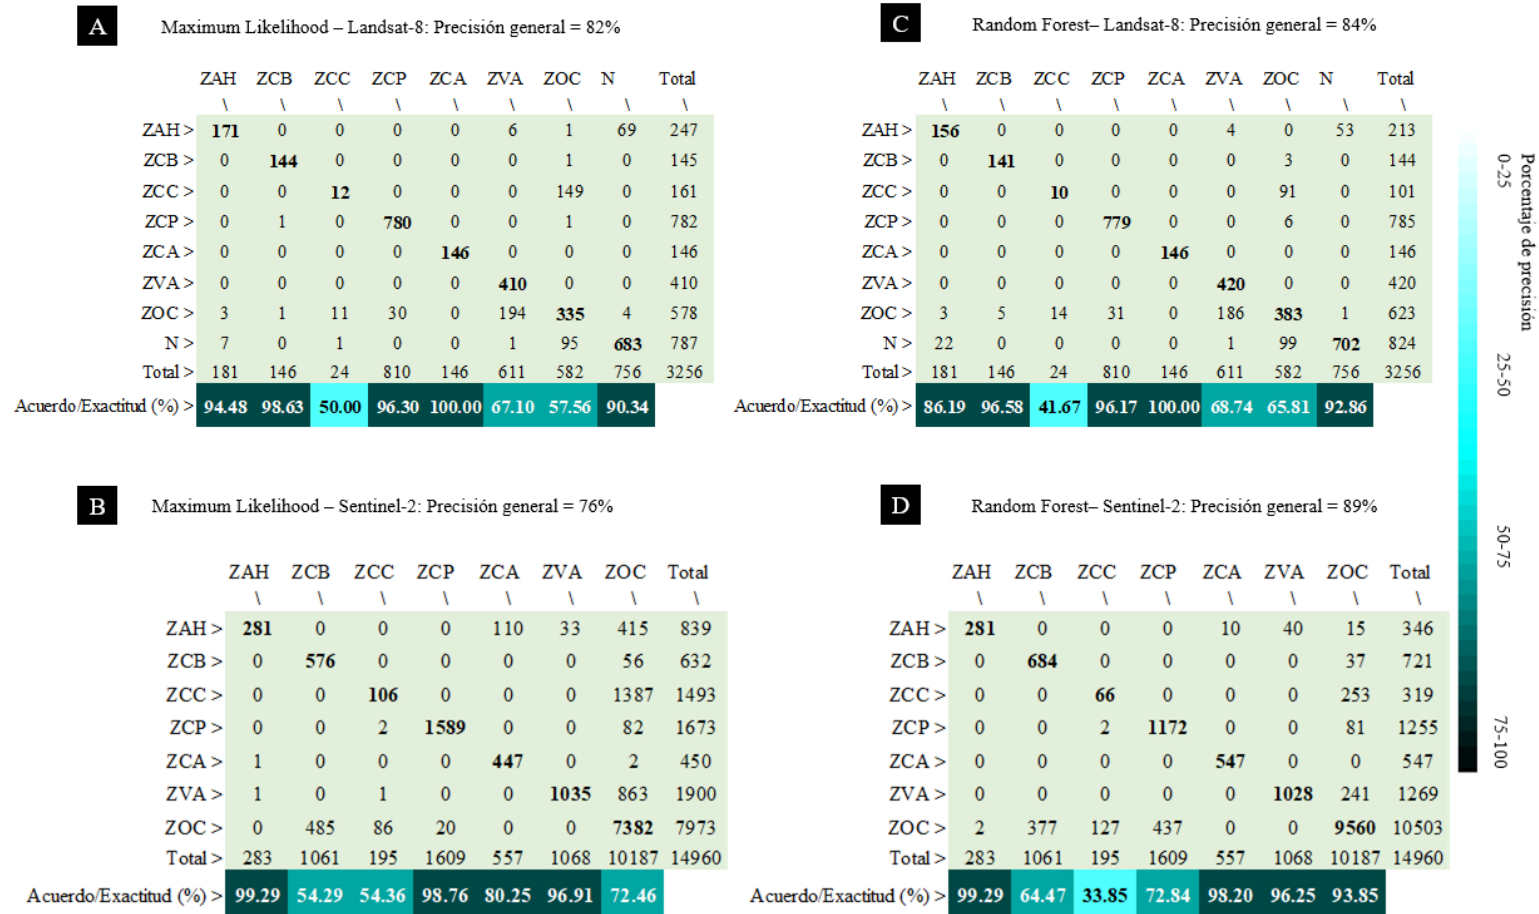 A Maximum Likelihood – Landsat-8: Precisión general = 82%
ZAH ZCB ZCC ZCP ZCA ZVA ZOC N Total
\ \ \ \ \ \ \ \ \
ZAH > 171 0 0 0 0 6 1 69 247
ZCB > 0 144 0 0 0 0 1 0 145
ZCC > 0 0 12 0 0 0 149 0 161
ZCP > 0 1 0 780 0 0 1 0 782
ZCA > 0 0 0 0 146 0 0 0 146
ZVA > 0 0 0 0 0 410 0 0 410
ZOC > 3 1 11 30 0 194 335 4 578
N > 7 0 1 0 0 1 95 683 787
Total > 181 146 24 810 146 611 582 756 3256
Acuerdo/Exactitud (%) > 94.48 98.63 50.00 96.30 100.00 67.10 57.56 90.34
C Random Forest– Landsat-8: Precisión general = 84%
ZAH ZCB ZCC ZCP ZCA ZVA ZOC N Total
\ \ \ \ \ \ \ \ \
ZAH > 156 0 0 0 0 4 0 53 213
ZCB > 0 141 0 0 0 0 3 0 144
ZCC > 0 0 10 0 0 0 91 0 101
ZCP > 0 0 0 779 0 0 6 0 785
ZCA > 0 0 0 0 146 0 0 0 146
ZVA > 0 0 0 0 0 420 0 0 420
ZOC > 3 5 14 31 0 186 383 1 623
N > 22 0 0 0 0 1 99 702 824
Total > 181 146 24 810 146 611 582 756 3256
Acuerdo/Exactitud (%) > 86.19 96.58 41.67 96.17 100.00 68.74 65.81 92.86
B Maximum Likelihood – Sentinel-2: Precisión general = 76%
ZAH ZCB ZCC ZCP ZCA ZVA ZOC Total
\ \ \ \ \ \ \ \
ZAH > 281 0 0 0 110 33 415 839
ZCB > 0 576 0 0 0 0 56 632
ZCC > 0 0 106 0 0 0 1387 1493
ZCP > 0 0 2 1589 0 0 82 1673
ZCA > 1 0 0 0 447 0 2 450
ZVA > 1 0 1 0 0 1035 863 1900
ZOC > 0 485 86 20 0 0 7382 7973
Total > 283 1061 195 1609 557 1068 10187 14960
Acuerdo/Exactitud (%) > 99.29 54.29 54.36 98.76 80.25 96.91 72.46
D Random Forest– Sentinel-2: Precisión general = 89%
ZAH ZCB ZCC ZCP ZCA ZVA ZOC Total
\ \ \ \ \ \ \ \
ZAH > 281 0 0 0 10 40 15 346
ZCB > 0 684 0 0 0 0 37 721
ZCC > 0 0 66 0 0 0 253 319
ZCP > 0 0 2 1172 0 0 81 1255
ZCA > 0 0 0 0 547 0 0 547
ZVA > 0 0 0 0 0 1028 241 1269
ZOC > 2 377 127 437 0 0 9560 10503
Total > 283 1061 195 1609 557 1068 10187 14960
Acuerdo/Exactitud (%) > 99.29 64.47 33.85 72.84 98.20 96.25 93.85
Porcentaje de precisión
0-25
25-50
50-75
75-100